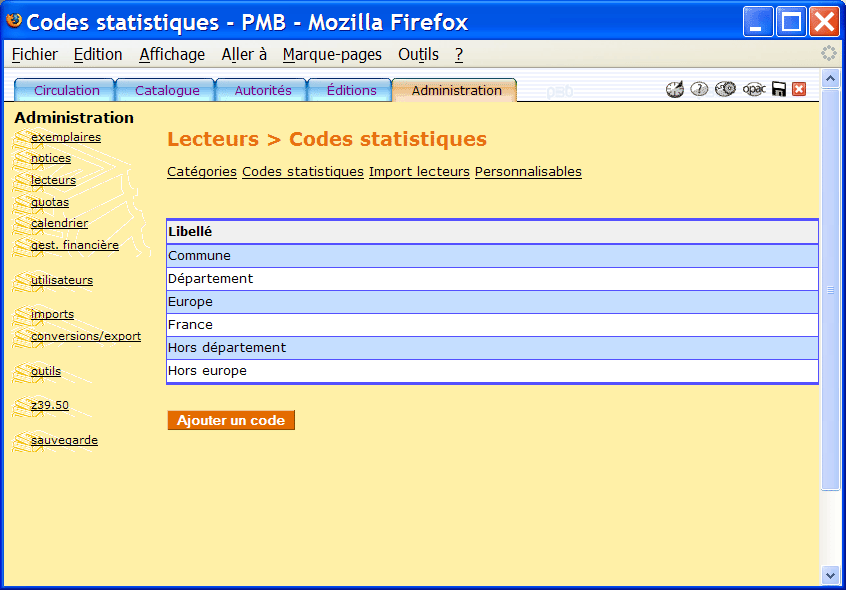 Codes statistiques - PMB - Mozilla Firefox
Fichier Edition Affichage Aller à Marque-pages Outils ?
Circulation Catalogue Autorités Éditions Administration pmb opac
Administration
exemplaires
notices
lecteurs
quotas
calendrier
gest. financière
utilisateurs
imports
conversions/export
outils
z39.50
sauvegarde
Lecteurs > Codes statistiques
Catégories Codes statistiques Import lecteurs Personnalisables
Libellé
Commune
Département
Europe
France
Hors département
Hors europe
Ajouter un code